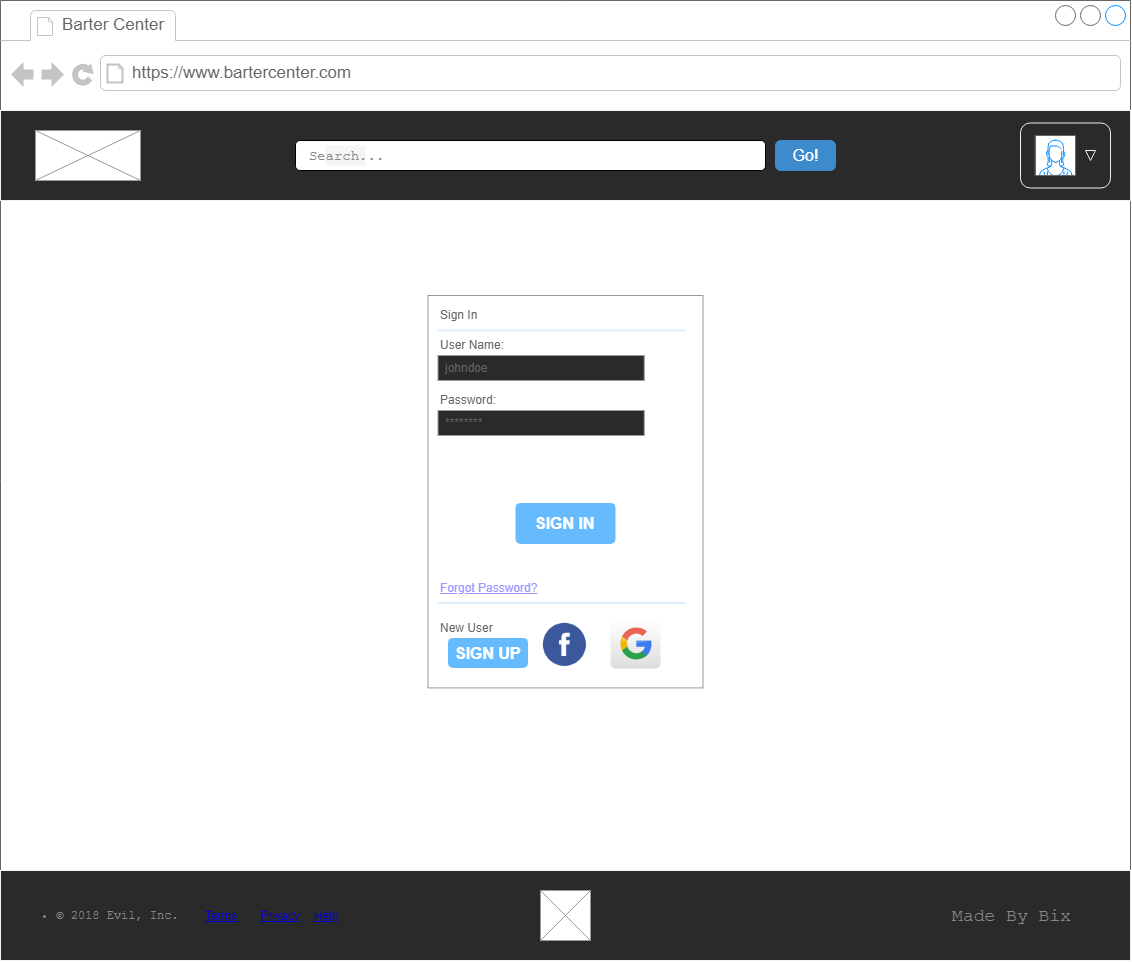 Barter Center
https://www.bartercenter.com
Search...
Go!
Sign In
User Name:
johndoe
Password:
********
SIGN IN
Forgot Password?
New User
SIGN UP
f
G
• © 2018 Evil, Inc. Terms Privacy Help
Made By Bix